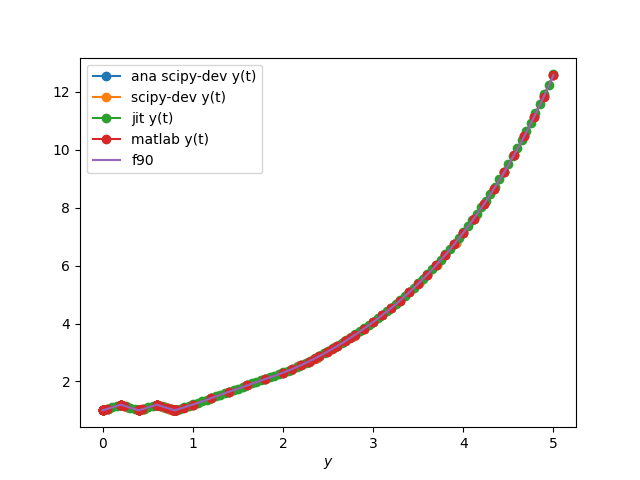 ana scipy-dev y(t)
scipy-dev y(t)
jit y(t)
matlab y(t)
f90
12
10
8
6
4
2
0 1 2 3 4 5
y